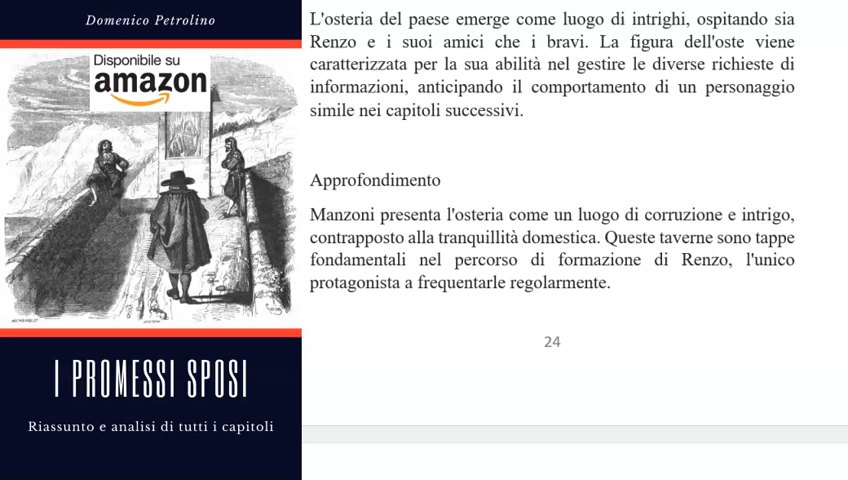 Domenico Petrolino
Disponibile su
amazon
I PROMESSI SPOSI
Riassunto e analisi di tutti i capitoli
L'osteria del paese emerge come luogo di intrighi, ospitando sia
Renzo e i suoi amici che i bravi. La figura dell'oste viene
caratterizzata per la sua abilità nel gestire le diverse richieste di
informazioni, anticipando il comportamento di un personaggio
simile nei capitoli successivi.
Approfondimento
Manzoni presenta l'osteria come un luogo di corruzione e intrigo,
contrapposto alla tranquillità domestica. Queste taverne sono tappe
fondamentali nel percorso di formazione di Renzo, l'unico
protagonista a frequentarle regolarmente.
24